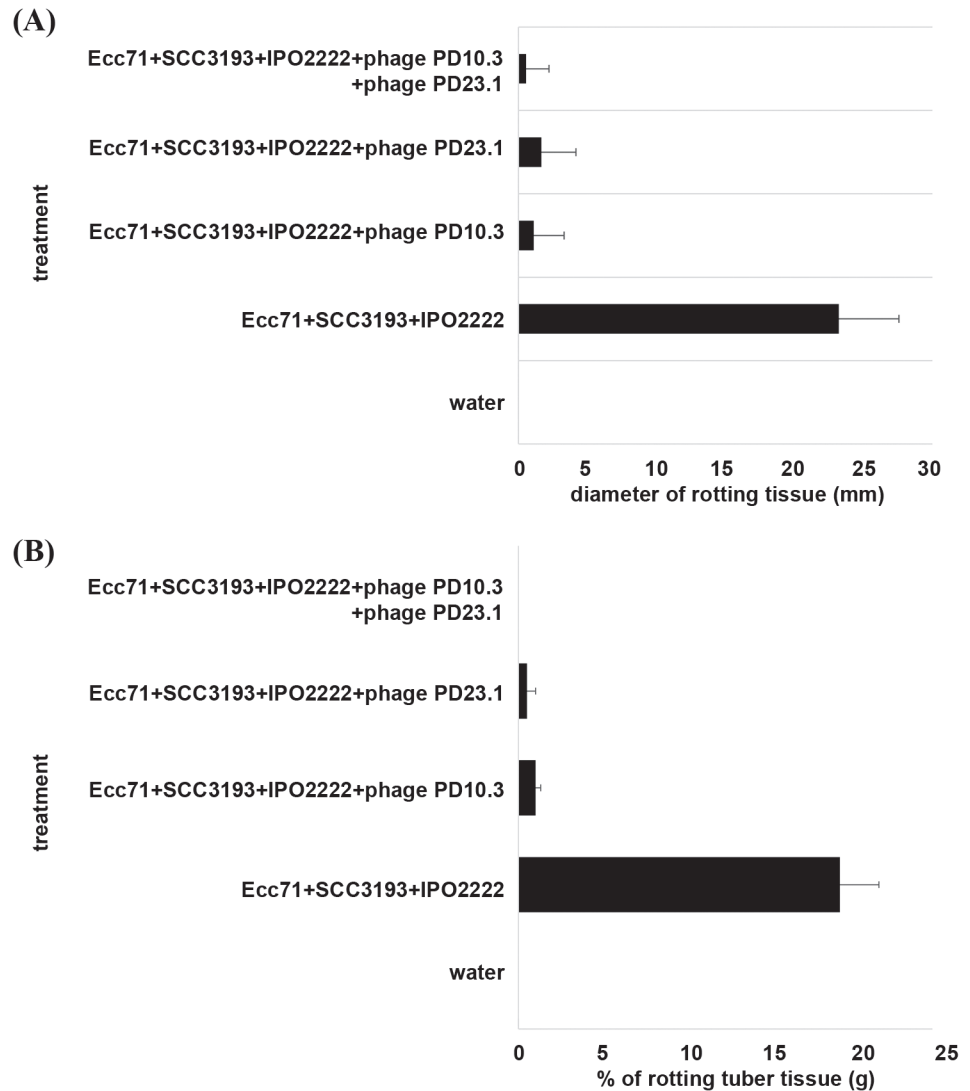 (A)
Ecc71+SCC3193+IPO2222+phage PD10.3
+phage PD23.1
Ecc71+SCC3193+IPO2222+phage PD23.1
Ecc71+SCC3193+IPO2222+phage PD10.3
Ecc71+SCC3193+IPO2222
water
treatment
0 5 10 15 20 25 30
diameter of rotting tissue (mm)
(B)
Ecc71+SCC3193+IPO2222+phage PD10.3
+phage PD23.1
Ecc71+SCC3193+IPO2222+phage PD23.1
Ecc71+SCC3193+IPO2222+phage PD10.3
Ecc71+SCC3193+IPO2222
water
treatment
0 5 10 15 20 25
% of rotting tuber tissue (g)